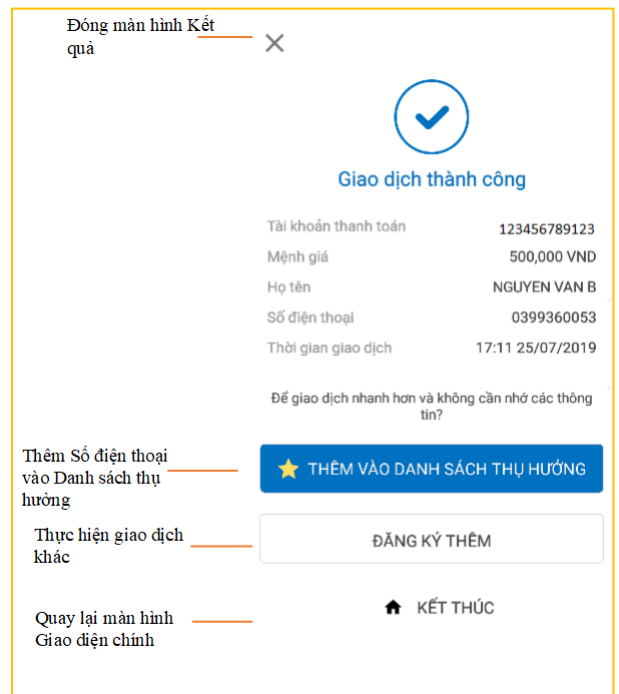 Đóng màn hình Kết
quả
Giao dịch thành công
Tài khoản thanh toán 123456789123
Mệnh giá 500,000 VND
Họ tên NGUYEN VAN B
Số điện thoại 0399360053
Thời gian giao dịch 17:11 25/07/2019
Để giao dịch nhanh hơn và không cần nhớ các thông
tin?
Thêm Số điện thoại
vào Danh sách thụ
hưởng
THÊM VÀO DANH SÁCH THỤ HƯỞNG
Thực hiện giao dịch
khác
ĐĂNG KÝ THÊM
Quay lại màn hình
Giao diện chính
KẾT THÚC